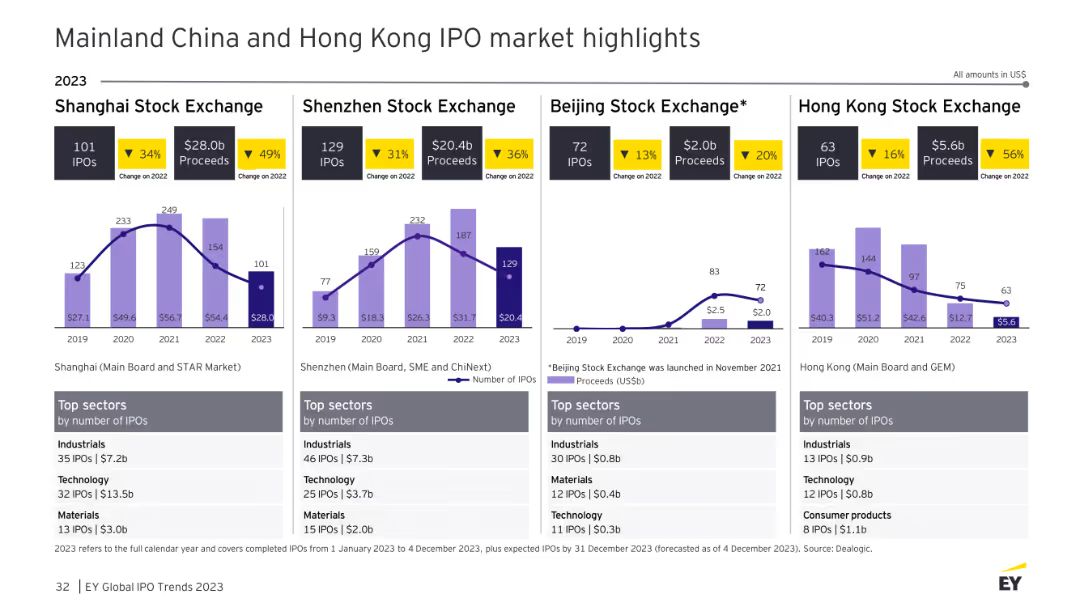 Mainland China and Hong Kong IPO market highlights
2023
All amounts in US$
Shanghai Stock Exchange
101
IPOs
▼ 34%
Change on 2022
$28.0b
Proceeds
▼ 49%
Change on 2022
249
233
154
123
101
$27.1
$49.6
$56.7
$54.4
$28.0
2019
2020
2021
2022
2023
Shanghai (Main Board and STAR Market)
Top sectors
by number of IPOs
Industrials
35 IPOs | $7.2b
Technology
32 IPOs | $13.5b
Materials
13 IPOs | $3.0b
Shenzhen Stock Exchange
129
IPOs
▼ 31%
Change on 2022
$20.4b
Proceeds
▼ 36%
Change on 2022
232
187
159
129
77
$9.3
$18.3
$26.3
$31.7
$20.4
2019
2020
2021
2022
2023
Shenzhen (Main Board, SME and ChiNext)
Number of IPOs
Top sectors
by number of IPOs
Industrials
46 IPOs | $7.3b
Technology
25 IPOs | $3.7b
Materials
15 IPOs | $2.0b
Beijing Stock Exchange*
72
IPOs
▼ 13%
Change on 2022
$2.0b
Proceeds
▼ 20%
Change on 2022
83
72
$2.5
$2.0
2019
2020
2021
2022
2023
*Beijing Stock Exchange was launched in November 2021
Proceeds (US$b)
Top sectors
by number of IPOs
Industrials
30 IPOs | $0.8b
Materials
12 IPOs | $0.4b
Technology
11 IPOs | $0.3b
Hong Kong Stock Exchange
63
IPOs
▼ 16%
Change on 2022
$5.6b
Proceeds
▼ 56%
Change on 2022
162
144
97
75
63
$40.3
$51.2
$42.6
$12.7
$5.6
2019
2020
2021
2022
2023
Hong Kong (Main Board and GEM)
Top sectors
by number of IPOs
Industrials
13 IPOs | $0.9b
Technology
12 IPOs | $0.8b
Consumer products
8 IPOs | $1.1b
2023 refers to the full calendar year and covers completed IPOs from 1 January 2023 to 4 December 2023, plus expected IPOs by 31 December 2023 (forecasted as of 4 December 2023). Source: Dealogic.
32 | EY Global IPO Trends 2023
EY